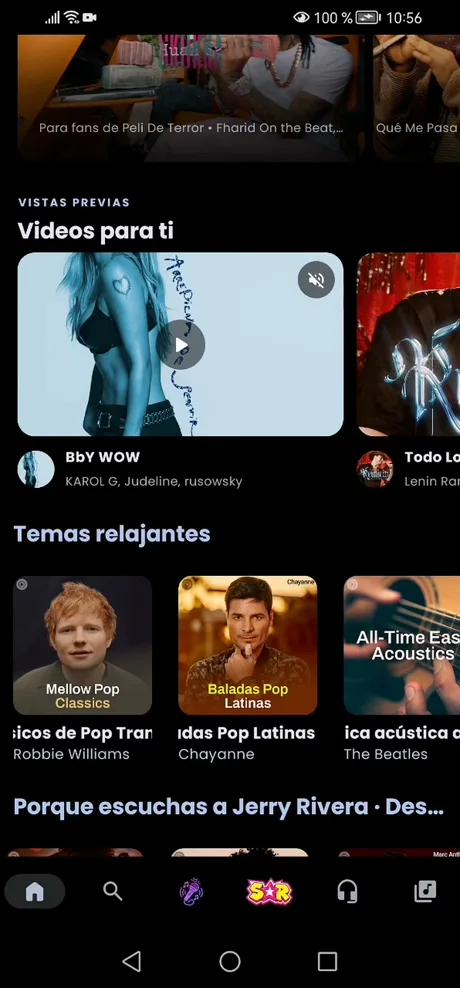 100 % 10:56
Para fans de Peli De Terror • Fharid On the Beat,...
Qué Me Pasa
VISTAS PREVIAS
Videos para ti
BbY WOW
KAROL G, Judeline, rusowsky
Todo Lo
Lenin Ra
Temas relajantes
Mellow Pop
Classics
Chayanne
Baladas Pop
Latinas
All-Time Eas
Acoustics
sicos de Pop Tran
Robbie Williams
das Pop Latinas
Chayanne
ica acústica
The Beatles
Porque escuchas a Jerry Rivera · Des...
Marc Anth
S R